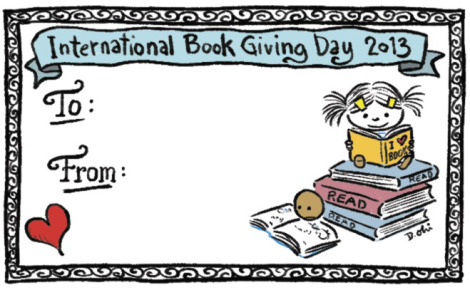 International Book Giving Day 2013
To:
From:
I ♥
BOOKS
READ
READ
READ
D. Ohi